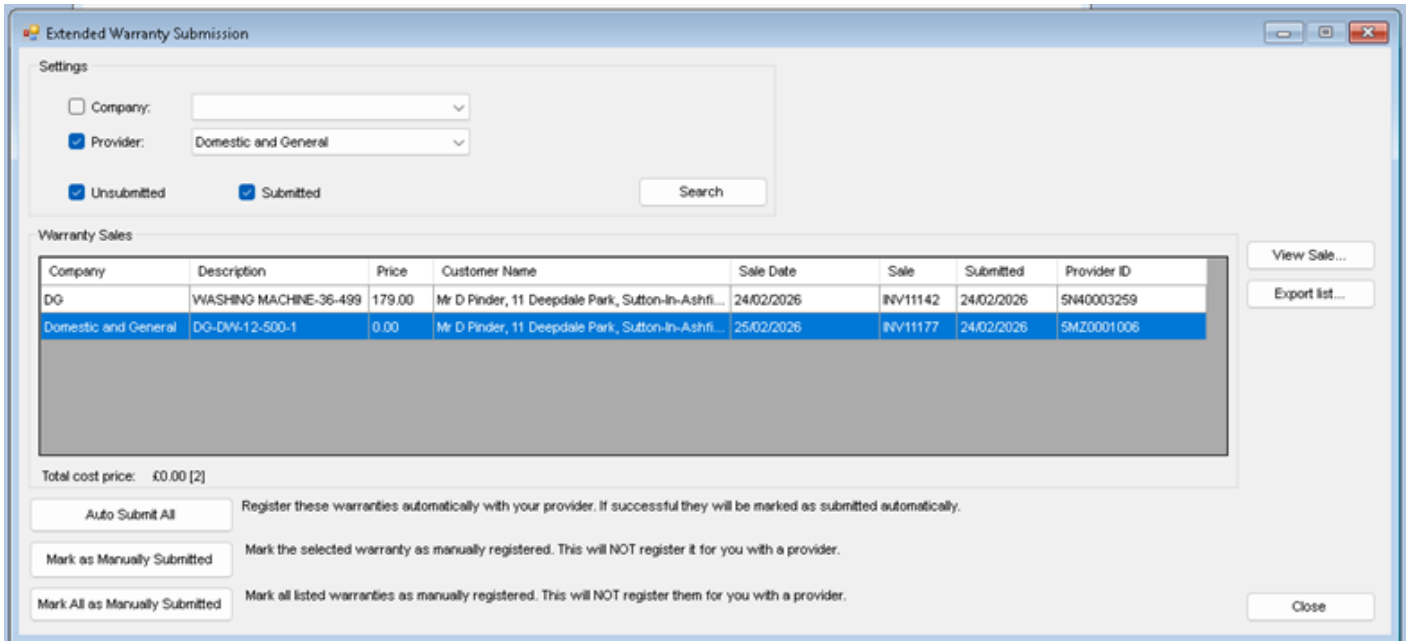 Extended Warranty Submission
Settings
Company:
Provider: Domestic and General
Unsubmitted Submitted Search
Warranty Sales
View Sale...
Company Description Price Customer Name Sale Date Sale Submitted Provider ID
DG WASHING MACHINE-36-499 179.00 Mr D Pinder, 11 Deepdale Park, Sutton-In-Ashfi... 24/02/2026 INV11142 24/02/2026 5N40003259
Export list...
Domestic and General DG-DW-12-500-1 0.00 Mr D Pinder, 11 Deepdale Park, Sutton-In-Ashfi... 25/02/2026 INV11177 24/02/2026 5MZ0001006
Total cost price: £0.00 [2]
Auto Submit All Register these warranties automatically with your provider. If successful they will be marked as submitted automatically.
Mark as Manually Submitted Mark the selected warranty as manually registered. This will NOT register it for you with a provider.
Mark All as Manually Submitted Mark all listed warranties as manually registered. This will NOT register them for you with a provider.
Close